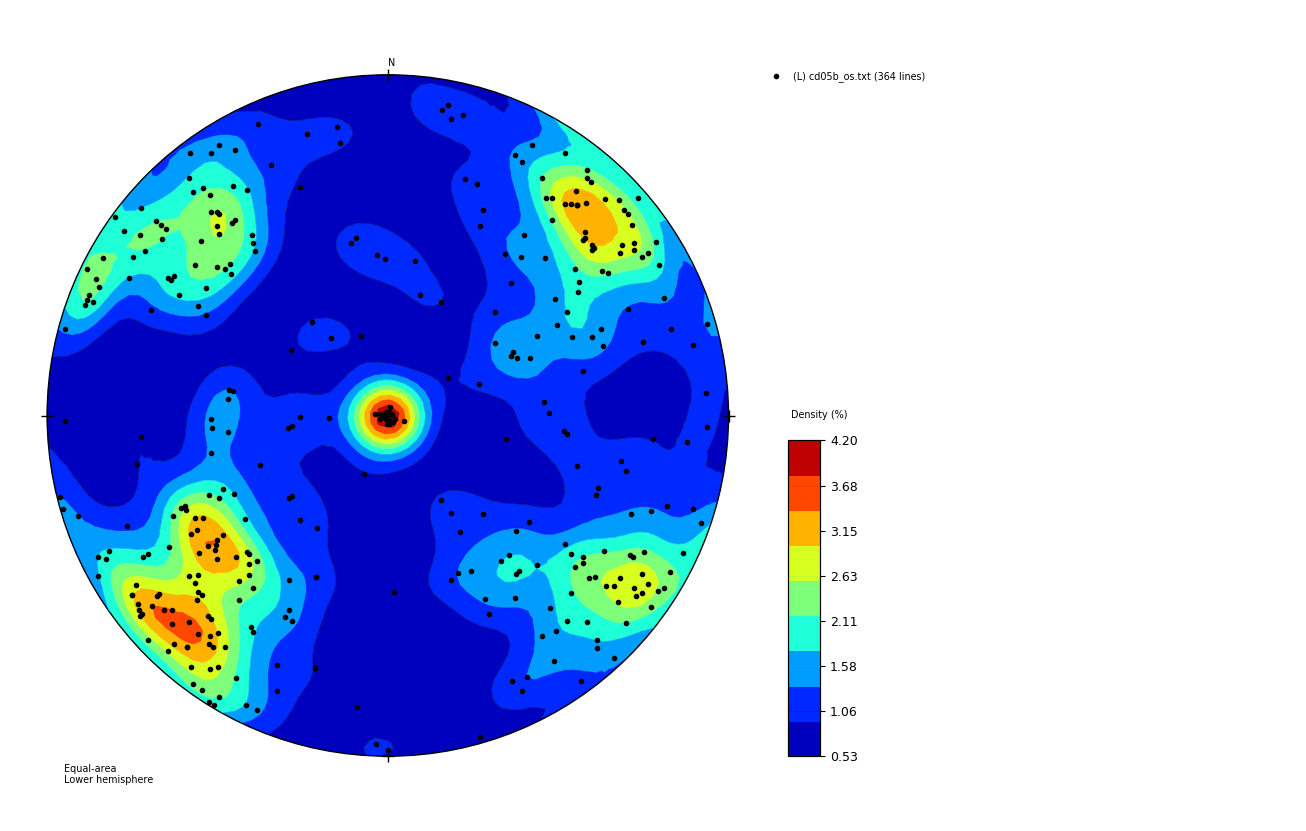 N
(L) cd05b_os.txt (364 lines)
Density (%)
4.20
3.68
3.15
2.63
2.11
1.58
1.06
0.53
Equal-area
Lower hemisphere